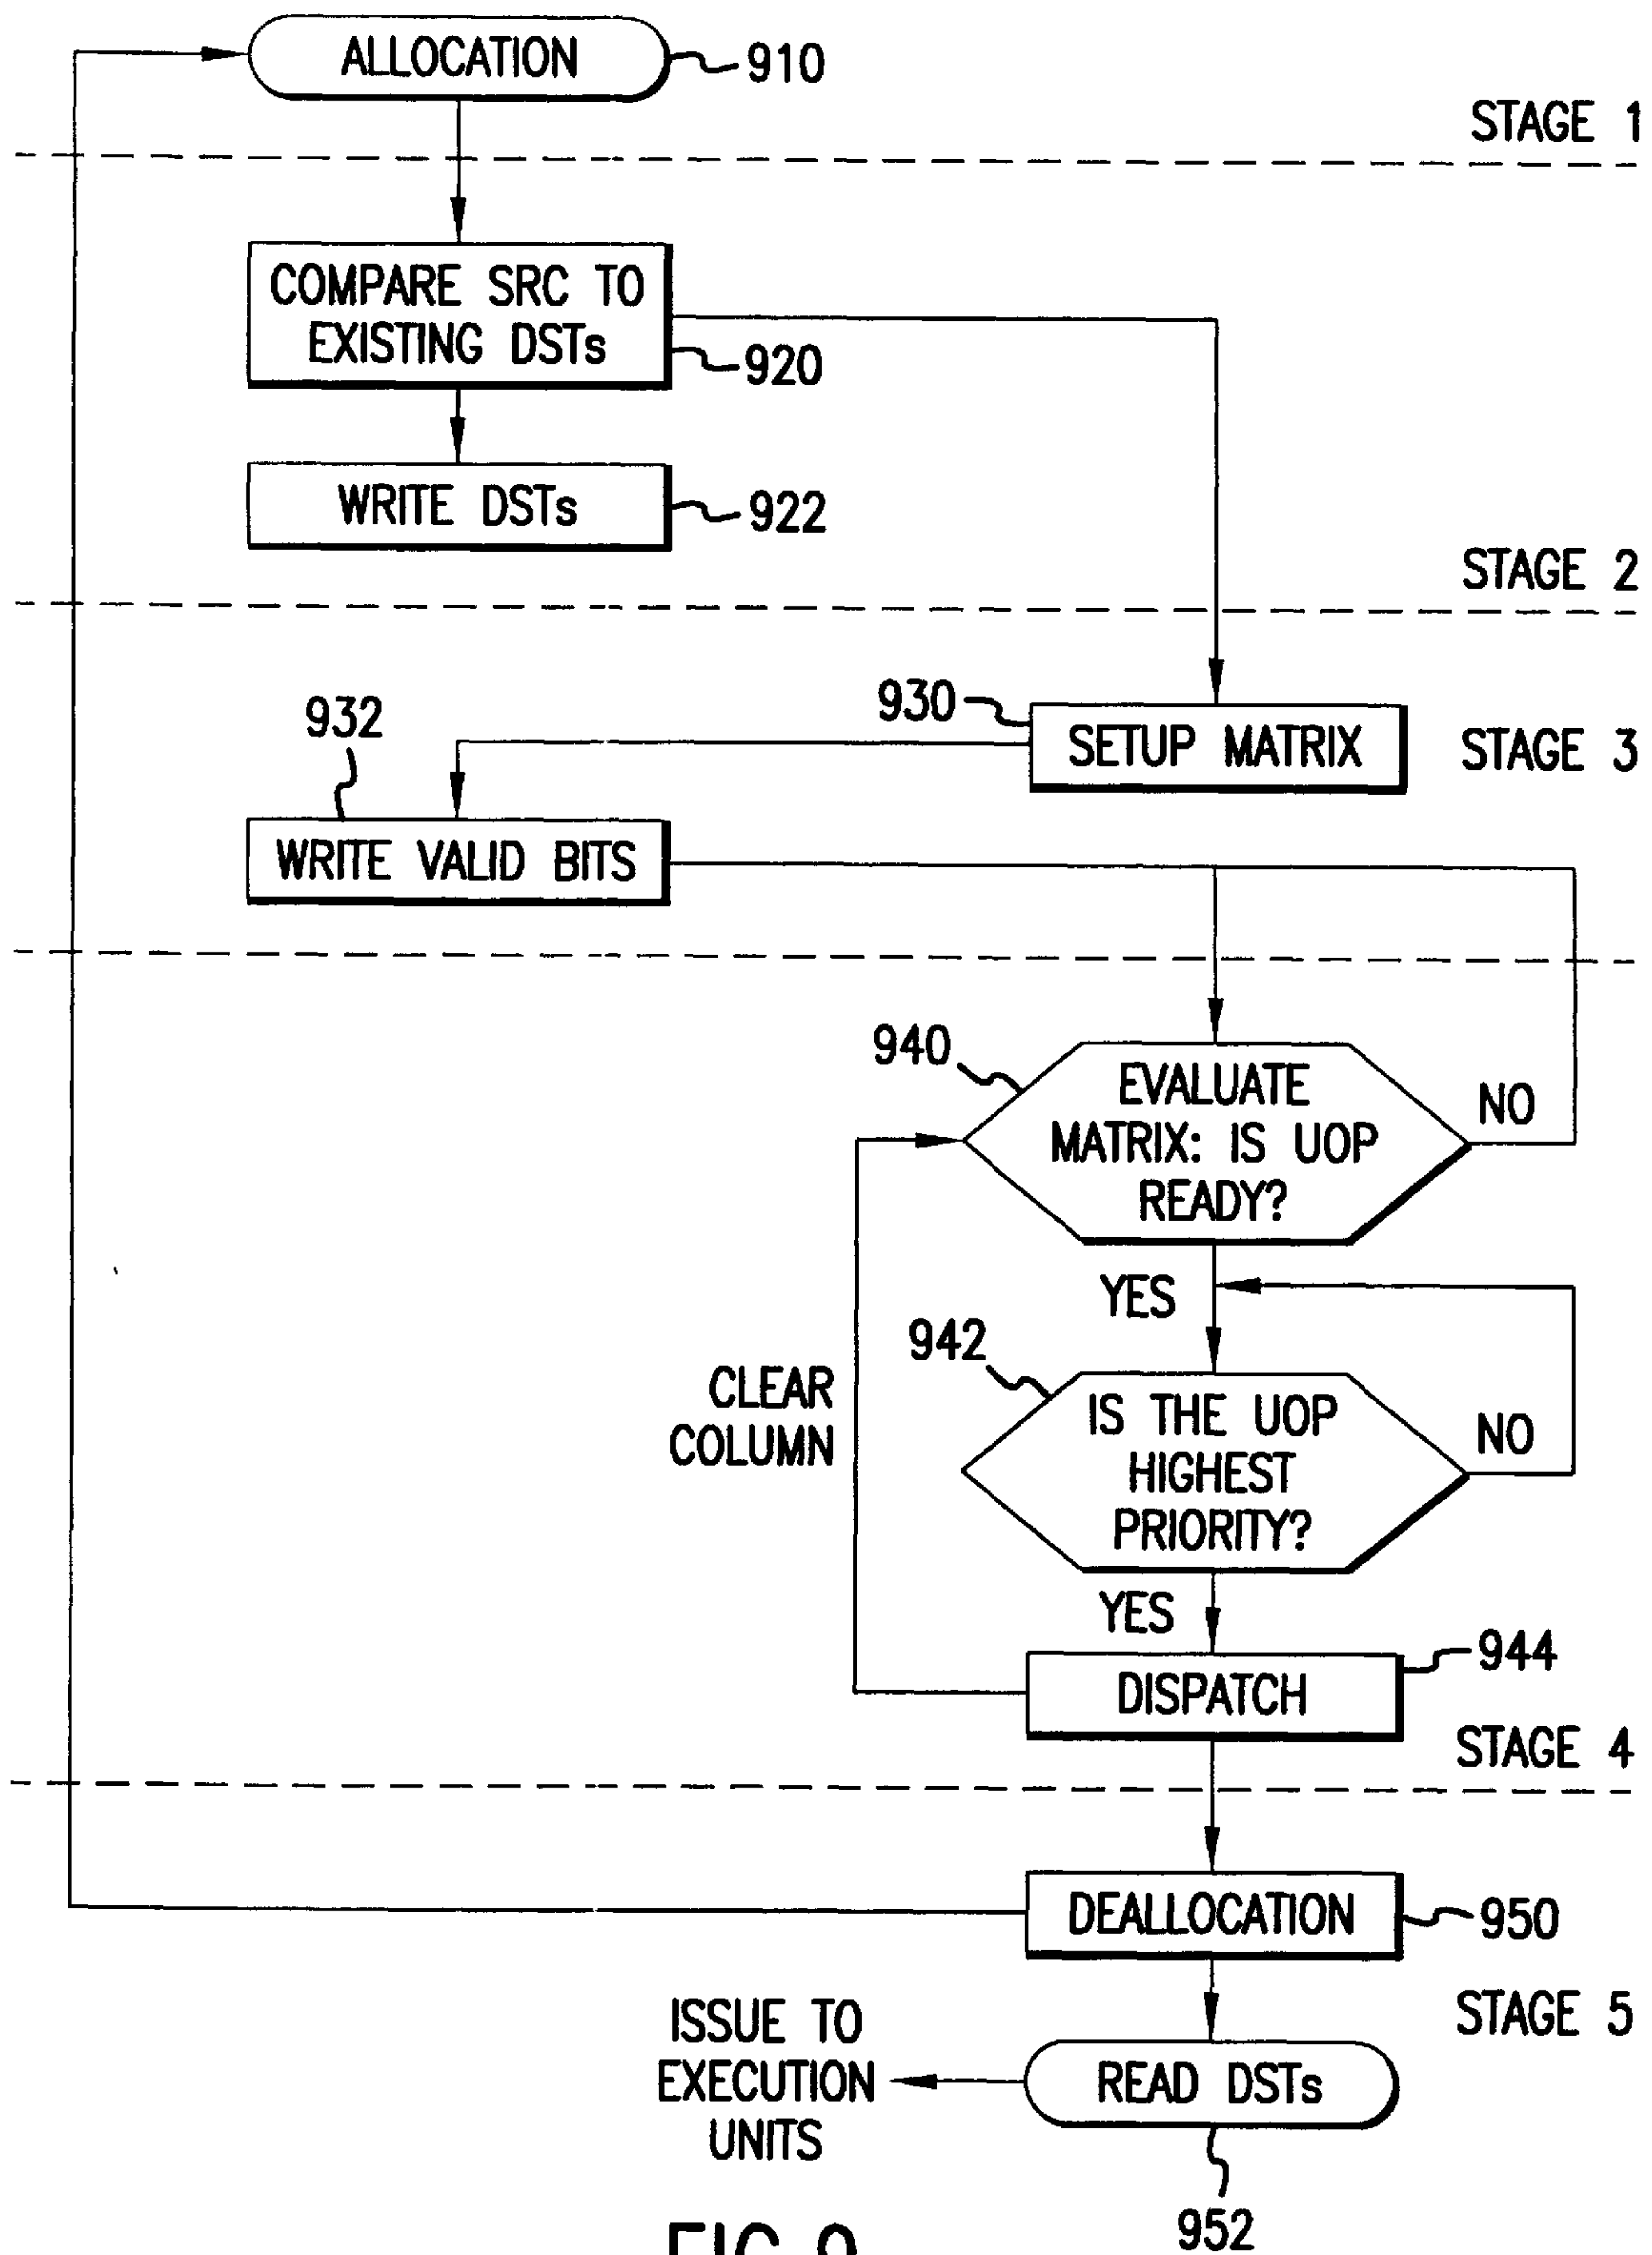 ALLOCATION
910
STAGE 1
COMPARE SRC TO
EXISTING DSTs
920
WRITE DSTs
922
STAGE 2
930
932
SETUP MATRIX
STAGE 3
WRITE VALID BITS
940
EVALUATE
MATRIX: IS UOP
READY?
NO
YES
942
CLEAR
COLUMN
IS THE UOP
HIGHEST
PRIORITY?
NO
YES
944
DISPATCH
STAGE 4
DEALLOCATION
950
STAGE 5
ISSUE TO
EXECUTION
UNITS
READ DSTs
952
FIG.9